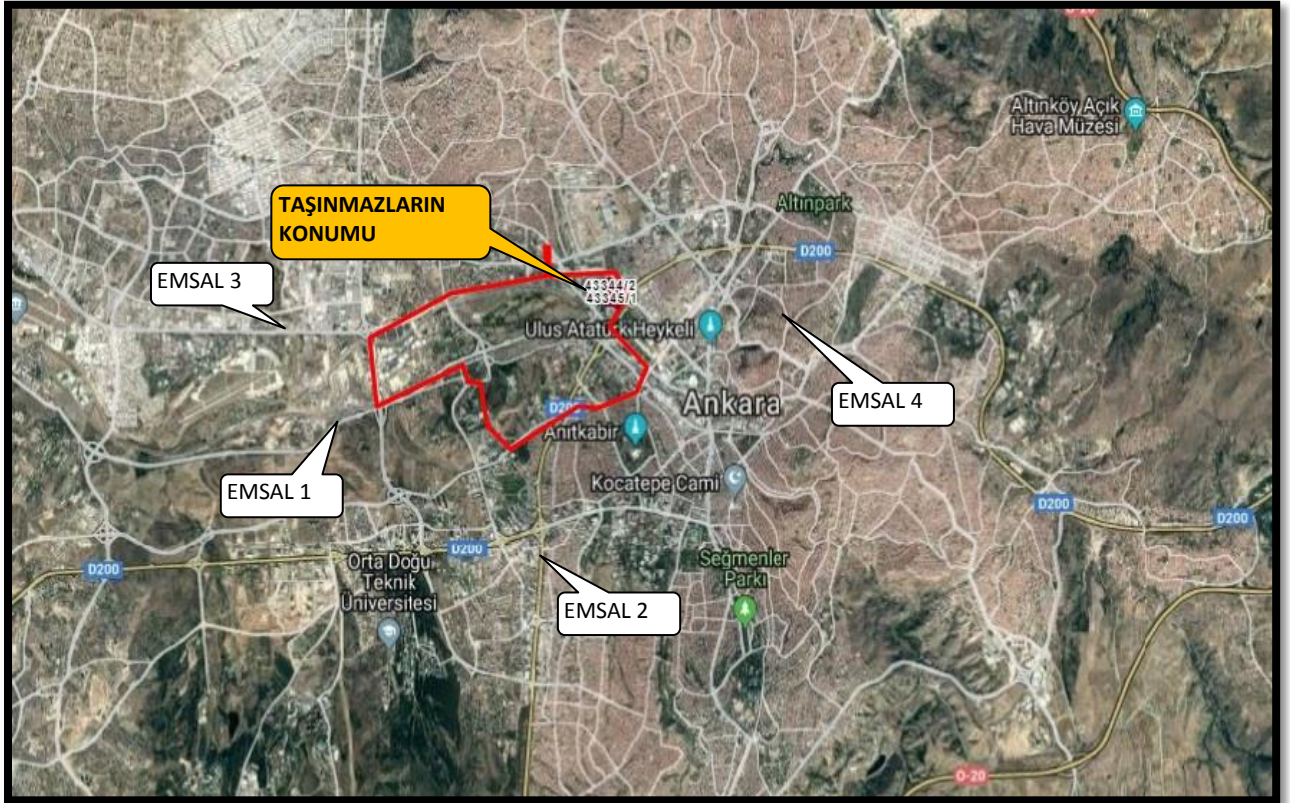 O-20
Altınköy Açık
Hava Müzesi
TAŞINMAZLARIN
KONUMU
Altınpark
D200
EMSAL 3
43344/2
43345/1
Ulus Atatürk Heykeli
EMSAL 4
Ankara
D200
Anıtkabir
EMSAL 1
Kocatepe Cami
D200
D200
D200
D200
Orta Doğu
Teknik
Üniversitesi
Seğmenler
Parkı
EMSAL 2
O-20